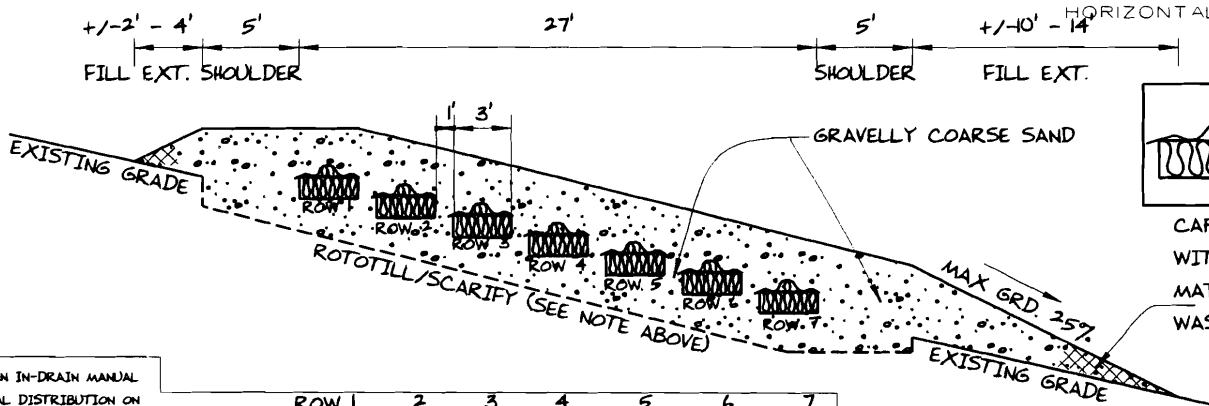 HORIZONTAL
+/-2' - 4' 5' 27' 5' +/-10' - 14'
FILL EXT. SHOULDER SHOULDER FILL EXT.
1' 3'
GRAVELLY COARSE SAND
EXISTING GRADE
ROW 1
ROW 2
ROW 3
ROW 4
ROW 5
ROW 6
ROW 7
ROTOTILL/SCARIFY (SEE NOTE ABOVE)
MAX GRD. 25%
EXISTING GRADE
WAS
IN-DRAIN MANUAL
DISTRIBUTION ON
ROW 1 2 3 4 5 6 7